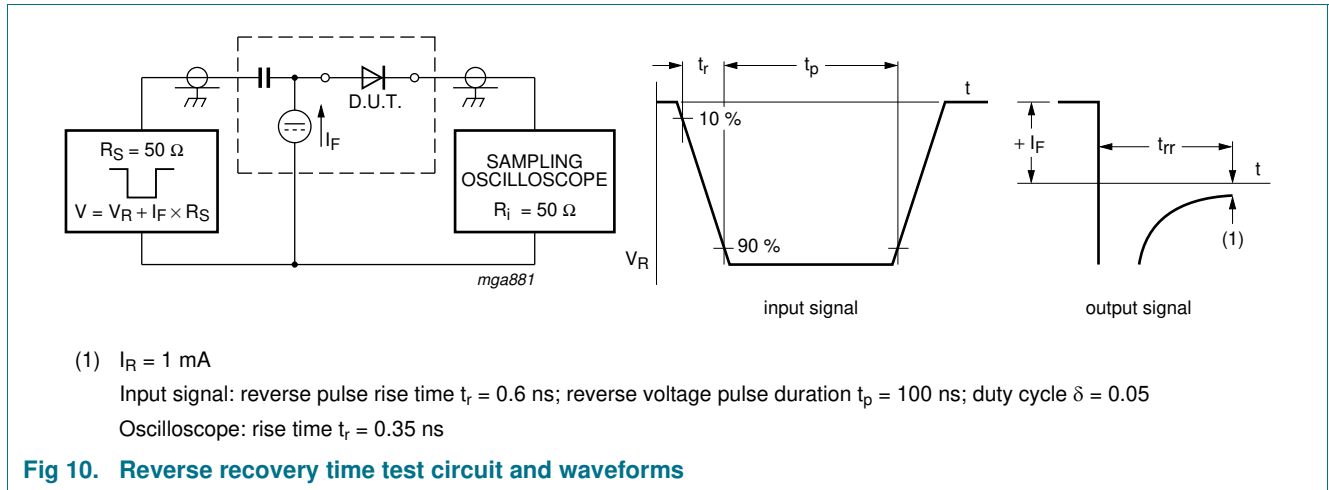 D.U.T.
I_F
R_S = 50 Ω
V = V_R + I_F × R_S
SAMPLING
OSCILLOSCOPE
R_i = 50 Ω
mga881
t_r
t_p
t
10 %
90 %
V_R
input signal
+ I_F
t_rr
t
(1)
output signal
(1) I_R = 1 mA
Input signal: reverse pulse rise time t_r = 0.6 ns; reverse voltage pulse duration t_p = 100 ns; duty cycle δ = 0.05
Oscilloscope: rise time t_r = 0.35 ns
Fig 10. Reverse recovery time test circuit and waveforms